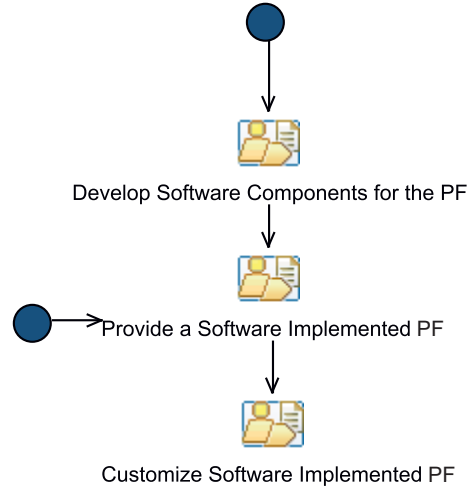 Develop Software Components for the PF
Provide a Software Implemented PF
Customize Software Implemented PF